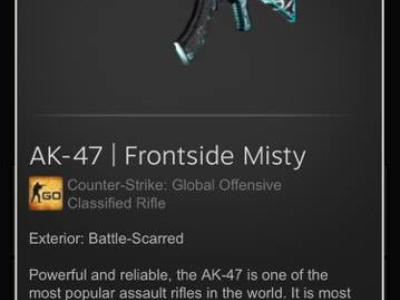 AK-47 | Frontside Misty
GO
Counter-Strike: Global Offensive
Classified Rifle
Exterior: Battle-Scarred
Powerful and reliable, the AK-47 is one of the
most popular assault rifles in the world. It is most